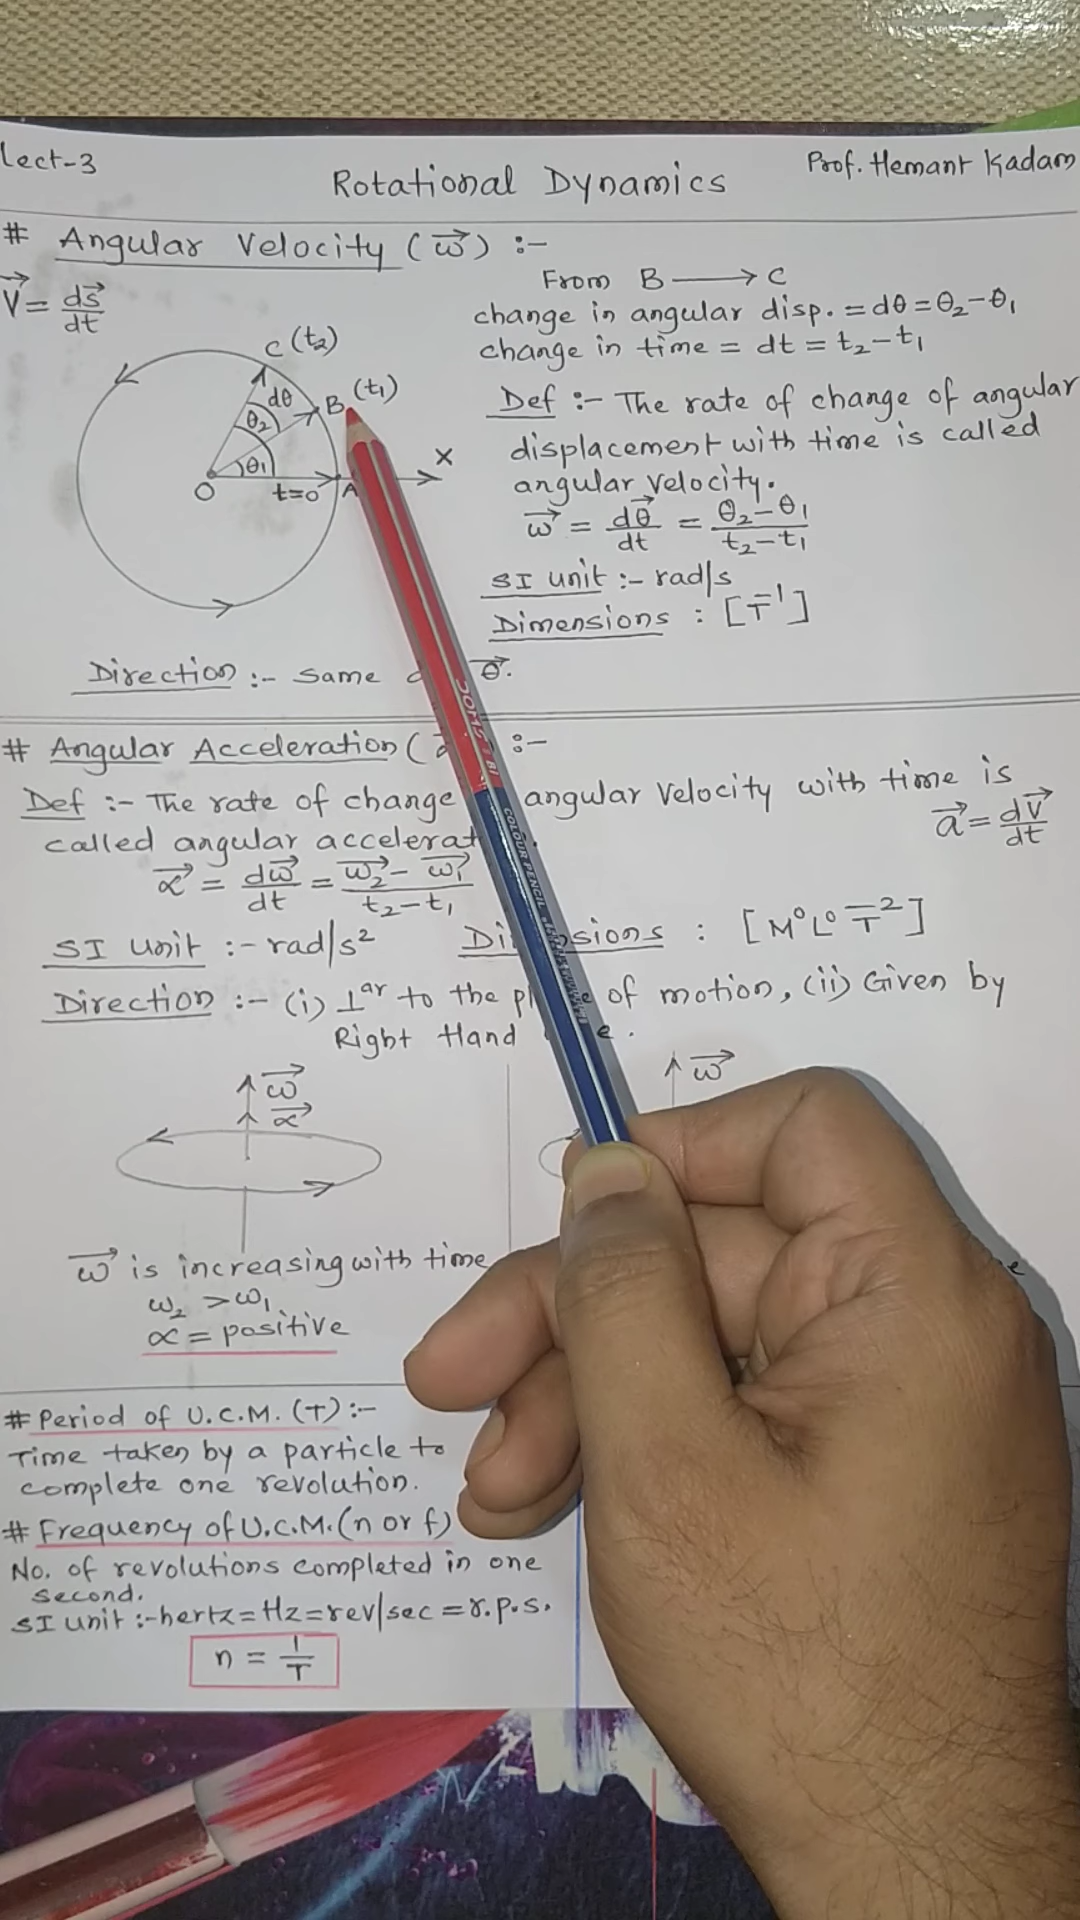 Lect-3
Rotational Dynamics
Prof. Hemant Kadam
# Angular Velocity (ω⃗) :-
V⃗ = ds⃗/dt
C (t₂)
dθ
B (t₁)
θ₂
θ₁
O
t=0
A
X
From B ⟶ C
change in angular disp. = dθ = θ₂-θ₁
change in time = dt = t₂-t₁
Def :- The rate of change of angular
displacement with time is called
angular velocity.
ω⃗ = dθ⃗/dt = θ₂-θ₁/t₂-t₁
SI unit :- rad/s
Dimensions : [T⁻¹]
Direction :- Same θ⃗.
# Angular Acceleration ( :-
Def :- The rate of change angular velocity with time is
called angular
a⃗ = dV⃗/dt
α⃗ = dω⃗/dt = ω₂⃗ - ω₁⃗/t₂-t₁
SI unit :- rad/s²
: [M⁰L⁰T⁻²]
Direction :- (i) ⊥ᵃʳ to the of motion, (ii) Given by
Right Hand
ω⃗
α⃗
ω⃗
ω⃗ is increasing with time
ω₂ > ω₁
α = positive
# Period of U.C.M. (T) :-
Time taken by a particle to
complete one revolution.
# Frequency of U.C.M. (n or f)
No. of revolutions completed in one
second.
SI unit :- hertz = Hz = rev/sec = r.p.s.
n = 1/T
DOMS
COLOUR PENCIL